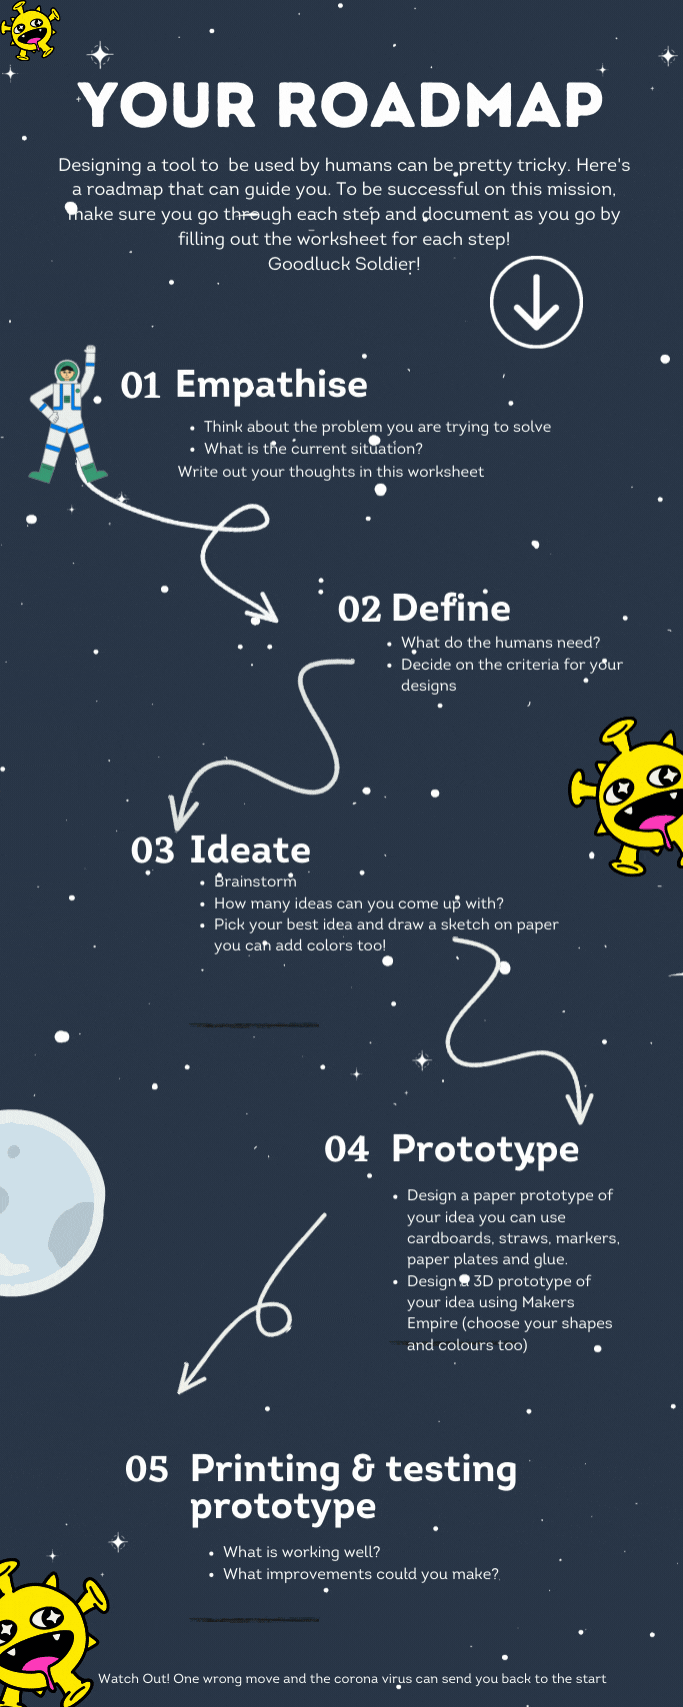 YOUR ROADMAP
Designing a tool to  be used by humans can be pretty tricky. Here's
a roadmap that can guide you. To be successful on this mission,
make sure you go through each step and document as you go by
filling out the worksheet for each step!
Goodluck Soldier!
01 Empathise
• Think about the problem you are trying to solve
• What is the current situation?
Write out your thoughts in this worksheet
02 Define
• What do the humans need?
• Decide on the criteria for your
designs
03 Ideate
• Brainstorm
• How many ideas can you come up with?
• Pick your best idea and draw a sketch on paper
you can add colors too!
04 Prototype
• Design a paper prototype of
your idea you can use
cardboards, straws, markers,
paper plates and glue.
• Design a 3D prototype of
your idea using Makers
Empire (choose your shapes
and colours too)
05 Printing & testing
prototype
• What is working well?
• What improvements could you make?
Watch Out! One wrong move and the corona virus can send you back to the start